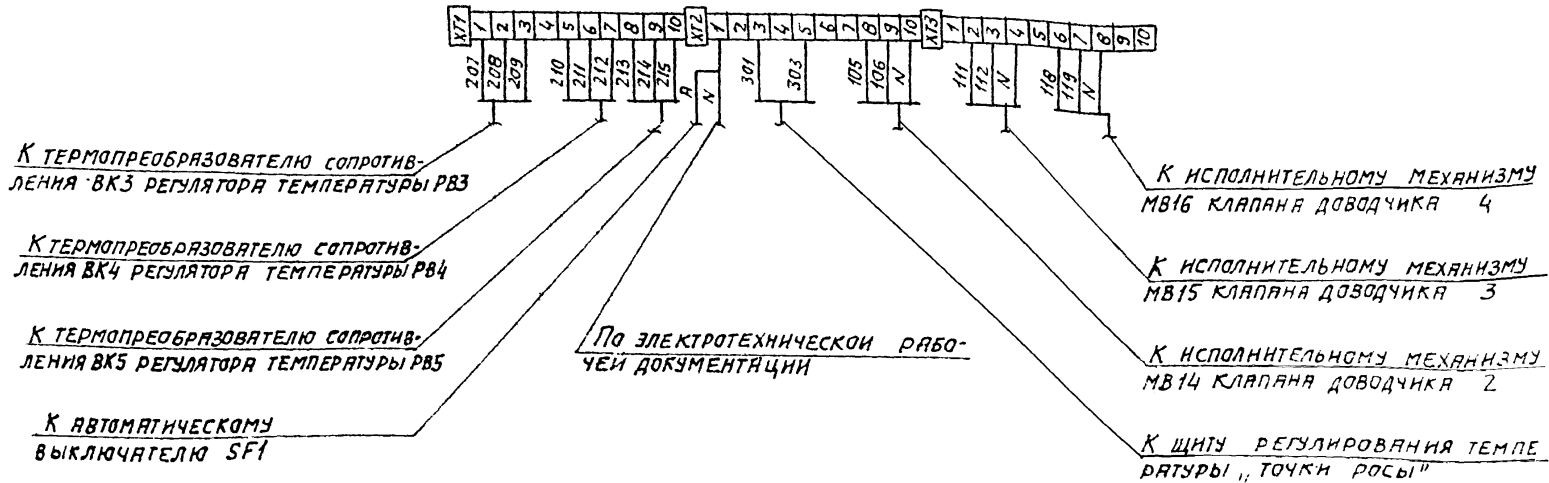 XT1 1 2 3 4 5 6 7 8 9 10 XT2 1 2 3 4 5 6 7 8 9 10 XT3 1 2 3 4 5 6 7 8 9 10
207 208 209 210 211 212 213 214 215 A N 301 303 105 106 N 111 112 N 118 119 N
К ТЕРМОПРЕОБРАЗОВАТЕЛЮ СОПРОТИВ-
ЛЕНИЯ ВК3 РЕГУЛЯТОРА ТЕМПЕРАТУРЫ РВ3
К ТЕРМОПРЕОБРАЗОВАТЕЛЮ СОПРОТИВ-
ЛЕНИЯ ВК4 РЕГУЛЯТОРА ТЕМПЕРАТУРЫ РВ4
К ТЕРМОПРЕОБРАЗОВАТЕЛЮ СОПРОТИВ-
ЛЕНИЯ ВК5 РЕГУЛЯТОРА ТЕМПЕРАТУРЫ РВ5
К АВТОМАТИЧЕСКОМУ
ВЫКЛЮЧАТЕЛЮ SF1
ПО ЭЛЕКТРОТЕХНИЧЕСКОЙ РАБО-
ЧЕЙ ДОКУМЕНТАЦИИ
К ИСПОЛНИТЕЛЬНОМУ МЕХАНИЗМУ
МВ16 КЛАПАНА ДОВОДЧИКА 4
К ИСПОЛНИТЕЛЬНОМУ МЕХАНИЗМУ
МВ15 КЛАПАНА ДОВОДЧИКА 3
К ИСПОЛНИТЕЛЬНОМУ МЕХАНИЗМУ
МВ14 КЛАПАНА ДОВОДЧИКА 2
К ЩИТУ РЕГУЛИРОВАНИЯ ТЕМПЕ
РАТУРЫ „ТОЧКИ РОСЫ"